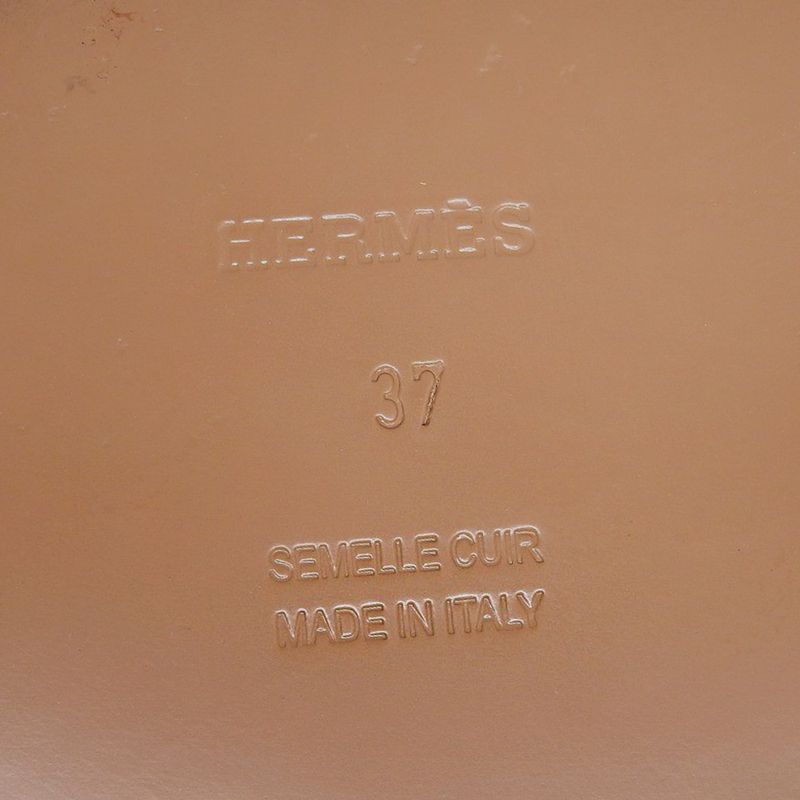 HERMÈS
37
SEMELLE CUIR
MADE IN ITALY